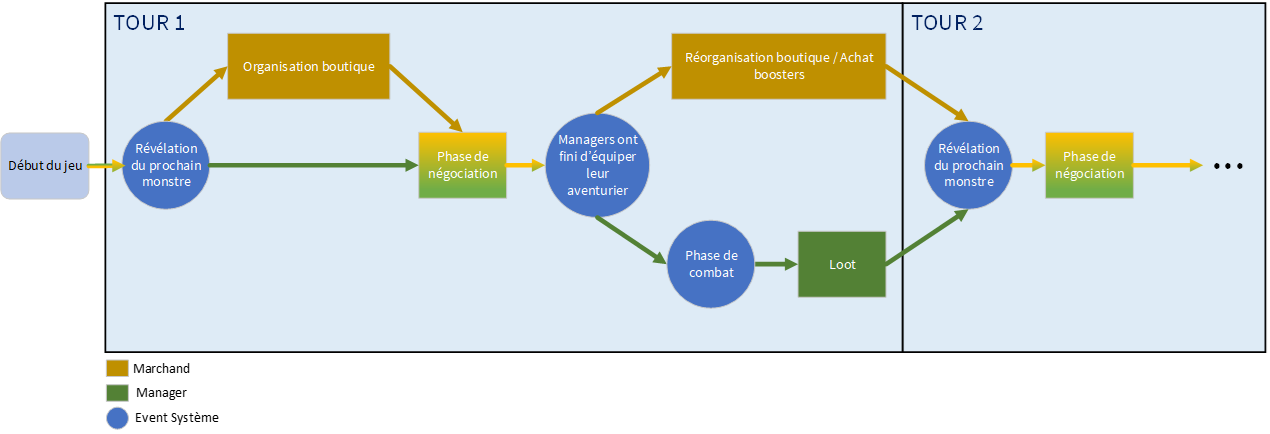 TOUR 1
TOUR 2
Organisation boutique
Réorganisation boutique / Achat
boosters
Début du jeu
Révélation
du prochain
monstre
Phase de
négociation
Managers ont
fini d'équiper
leur
aventurier
Révélation
du prochain
monstre
Phase de
négociation
...
Phase de
combat
Loot
Marchand
Manager
Event Système